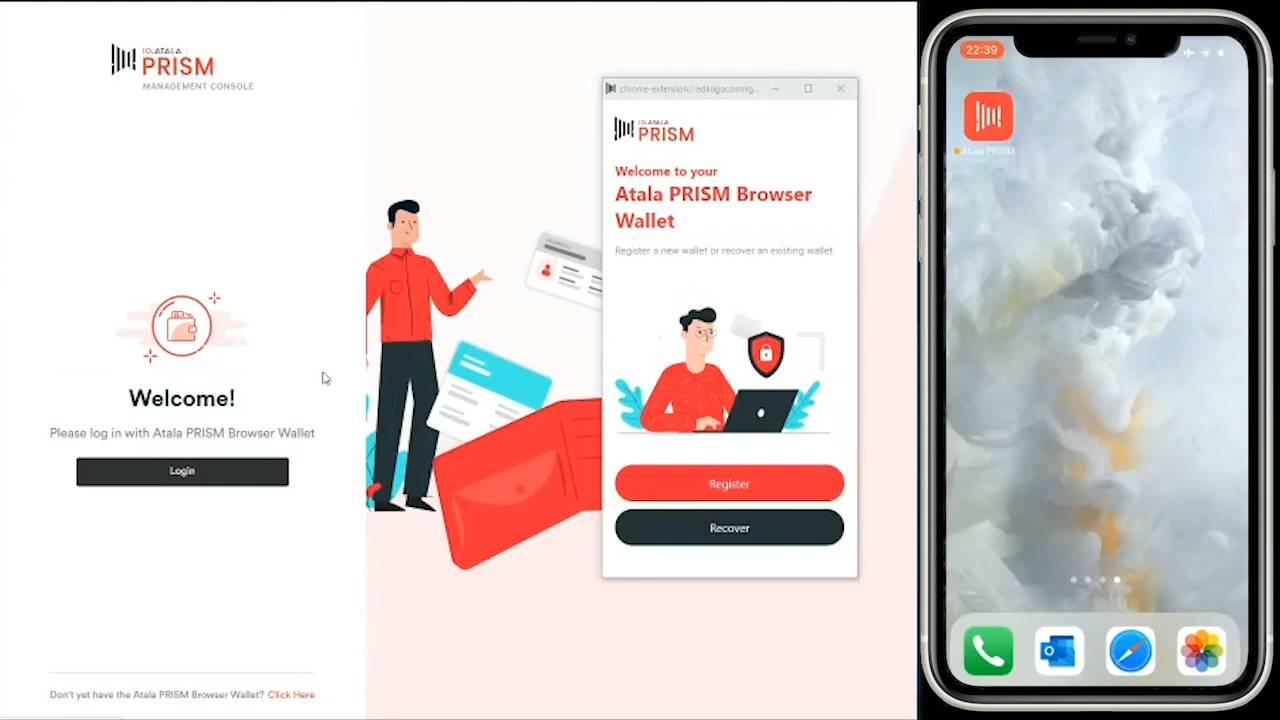 IO.ATALA
PRISM
MANAGEMENT CONSOLE
Welcome!
Please log in with Atala PRISM Browser Wallet
Login
Don't yet have the Atala PRISM Browser Wallet? Click Here
IO.ATALA
PRISM
Welcome to your
Atala PRISM Browser
Wallet
Register a new wallet or recover an existing wallet
Register
Recover
22:39
Atala PRISM